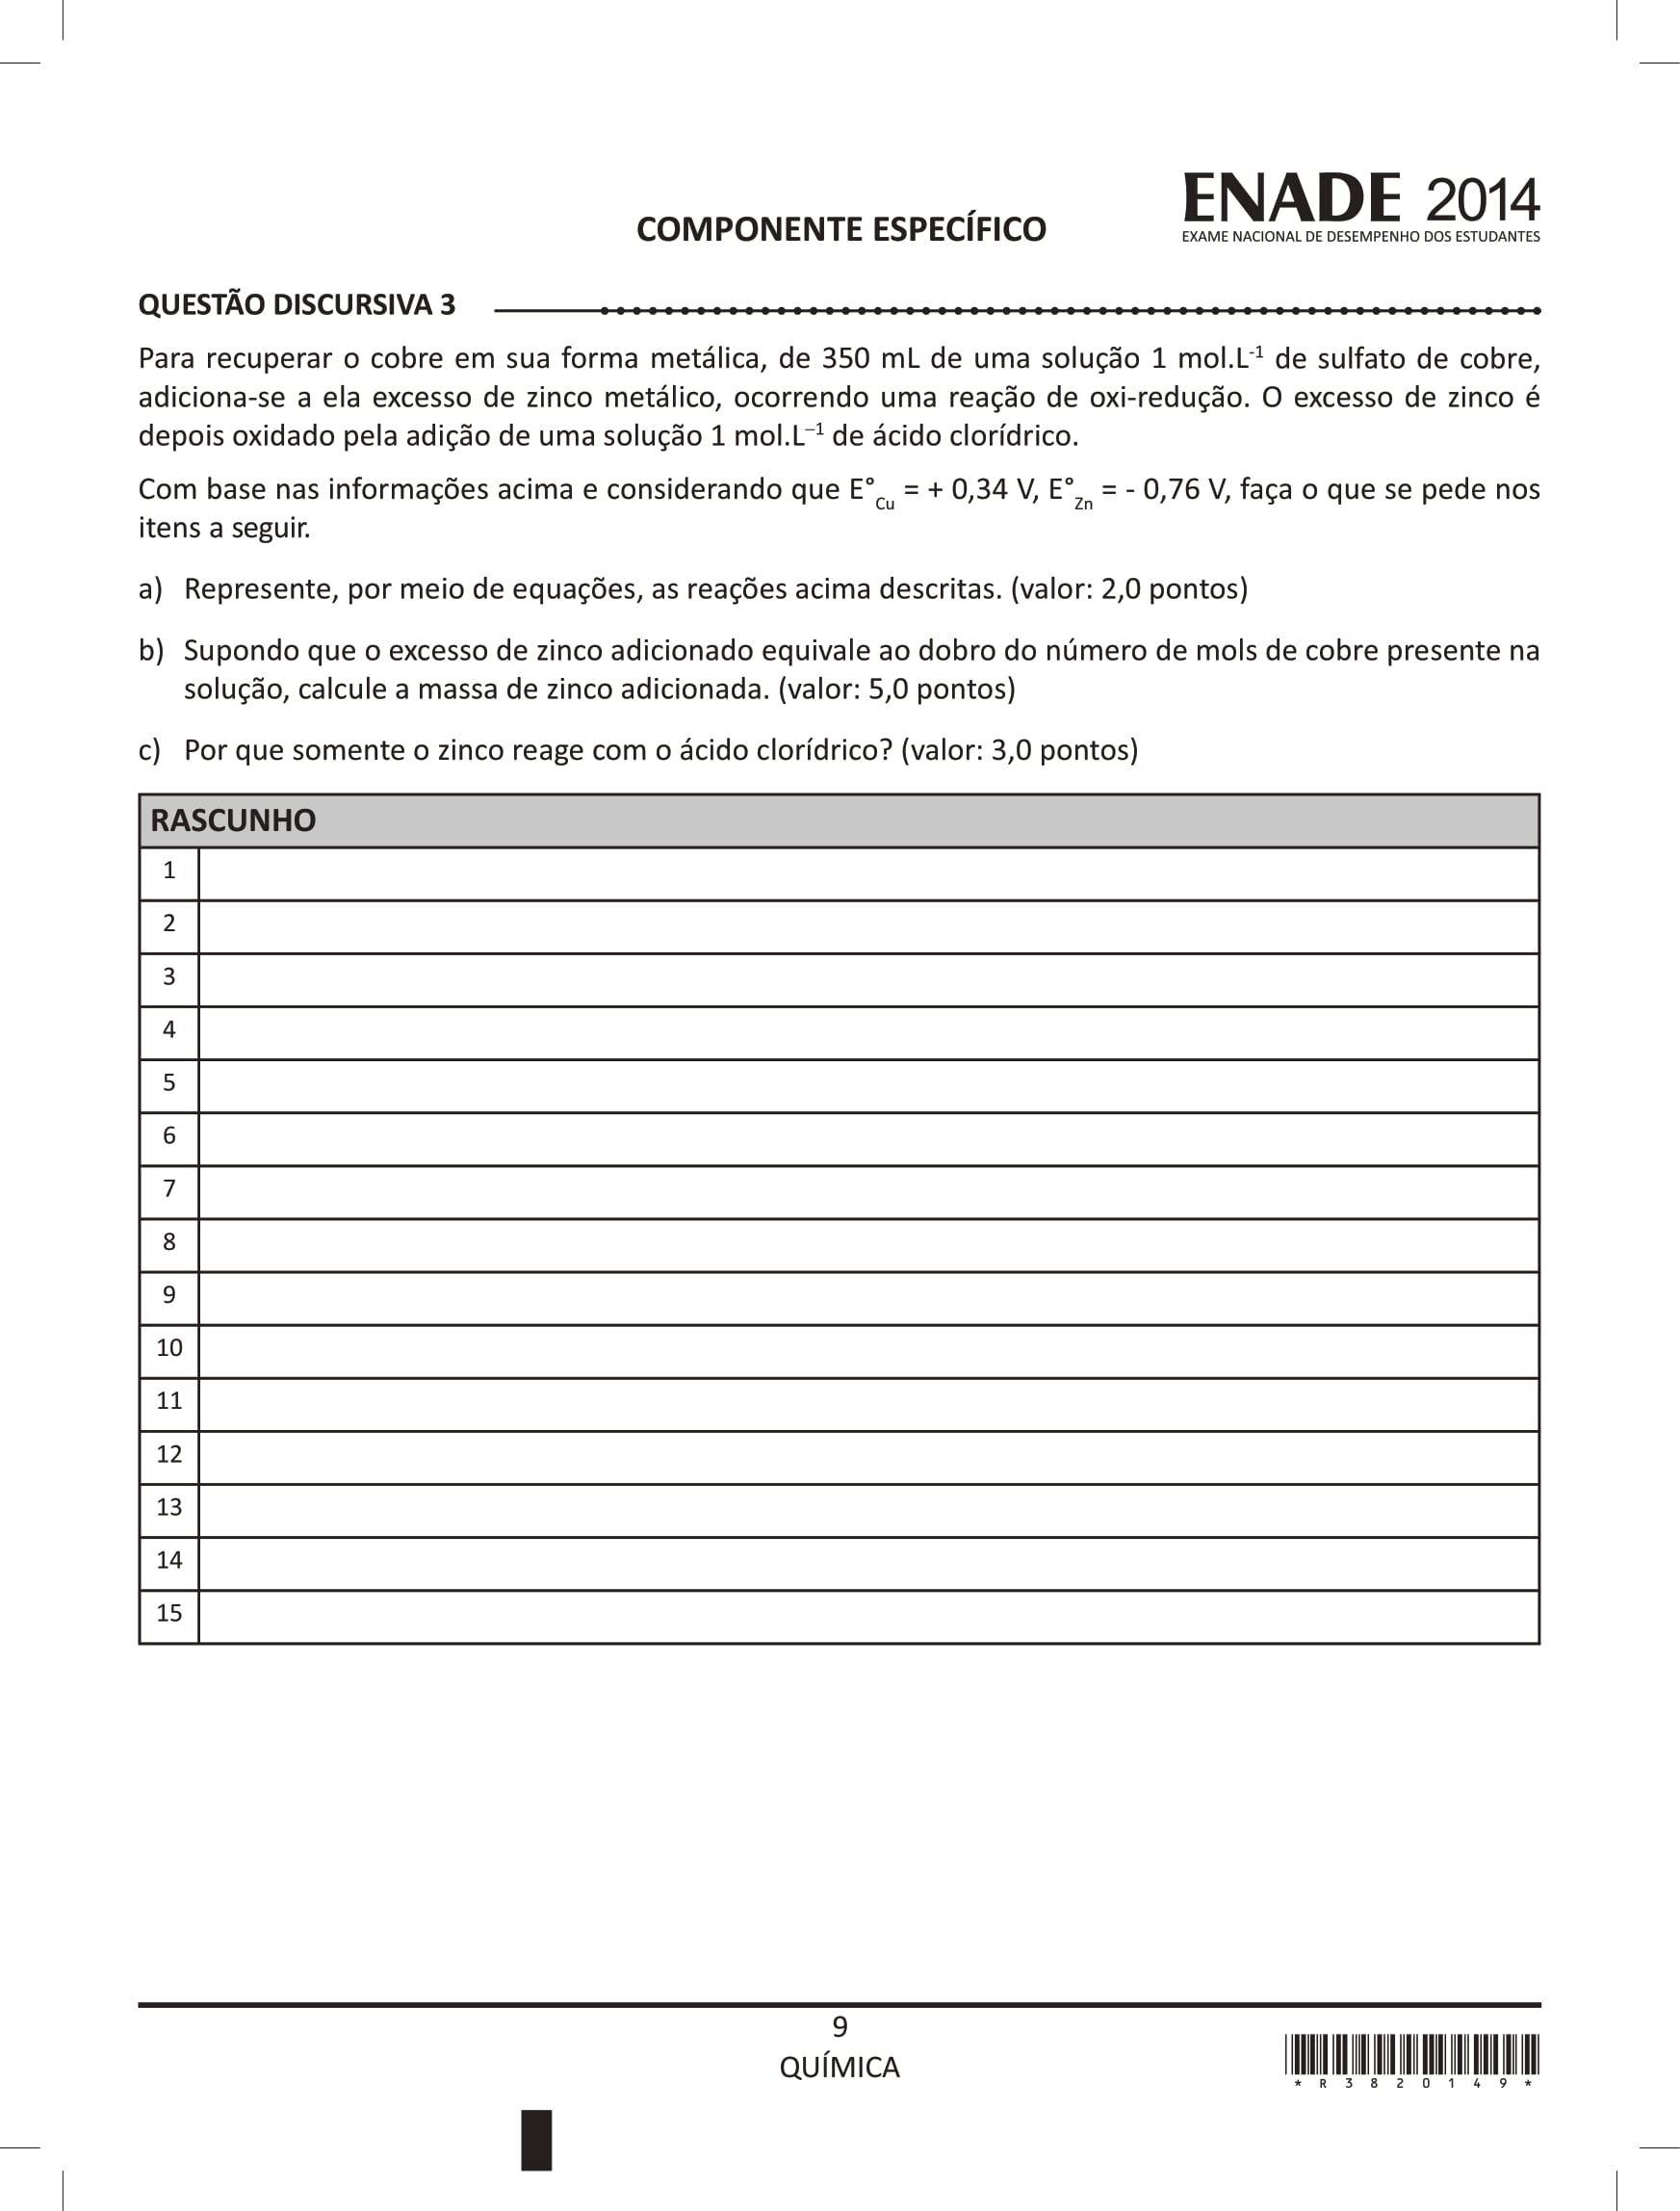 ENADE 2014
EXAME NACIONAL DE DESEMPENHO DOS ESTUDANTES
COMPONENTE ESPECÍFICO
QUESTÃO DISCURSIVA 3
Para recuperar o cobre em sua forma metálica, de 350 mL de uma solução 1 mol.L⁻¹ de sulfato de cobre,
adiciona-se a ela excesso de zinco metálico, ocorrendo uma reação de oxi-redução. O excesso de zinco é
depois oxidado pela adição de uma solução 1 mol.L⁻¹ de ácido clorídrico.
Com base nas informações acima e considerando que E°Cu = + 0,34 V, E°Zn = - 0,76 V, faça o que se pede nos
itens a seguir.
a) Represente, por meio de equações, as reações acima descritas. (valor: 2,0 pontos)
b) Supondo que o excesso de zinco adicionado equivale ao dobro do número de mols de cobre presente na
solução, calcule a massa de zinco adicionada. (valor: 5,0 pontos)
c) Por que somente o zinco reage com o ácido clorídrico? (valor: 3,0 pontos)
RASCUNHO
1
2
3
4
5
6
7
8
9
10
11
12
13
14
15
9
QUÍMICA
* R 3 8 2 0 1 4 9 *